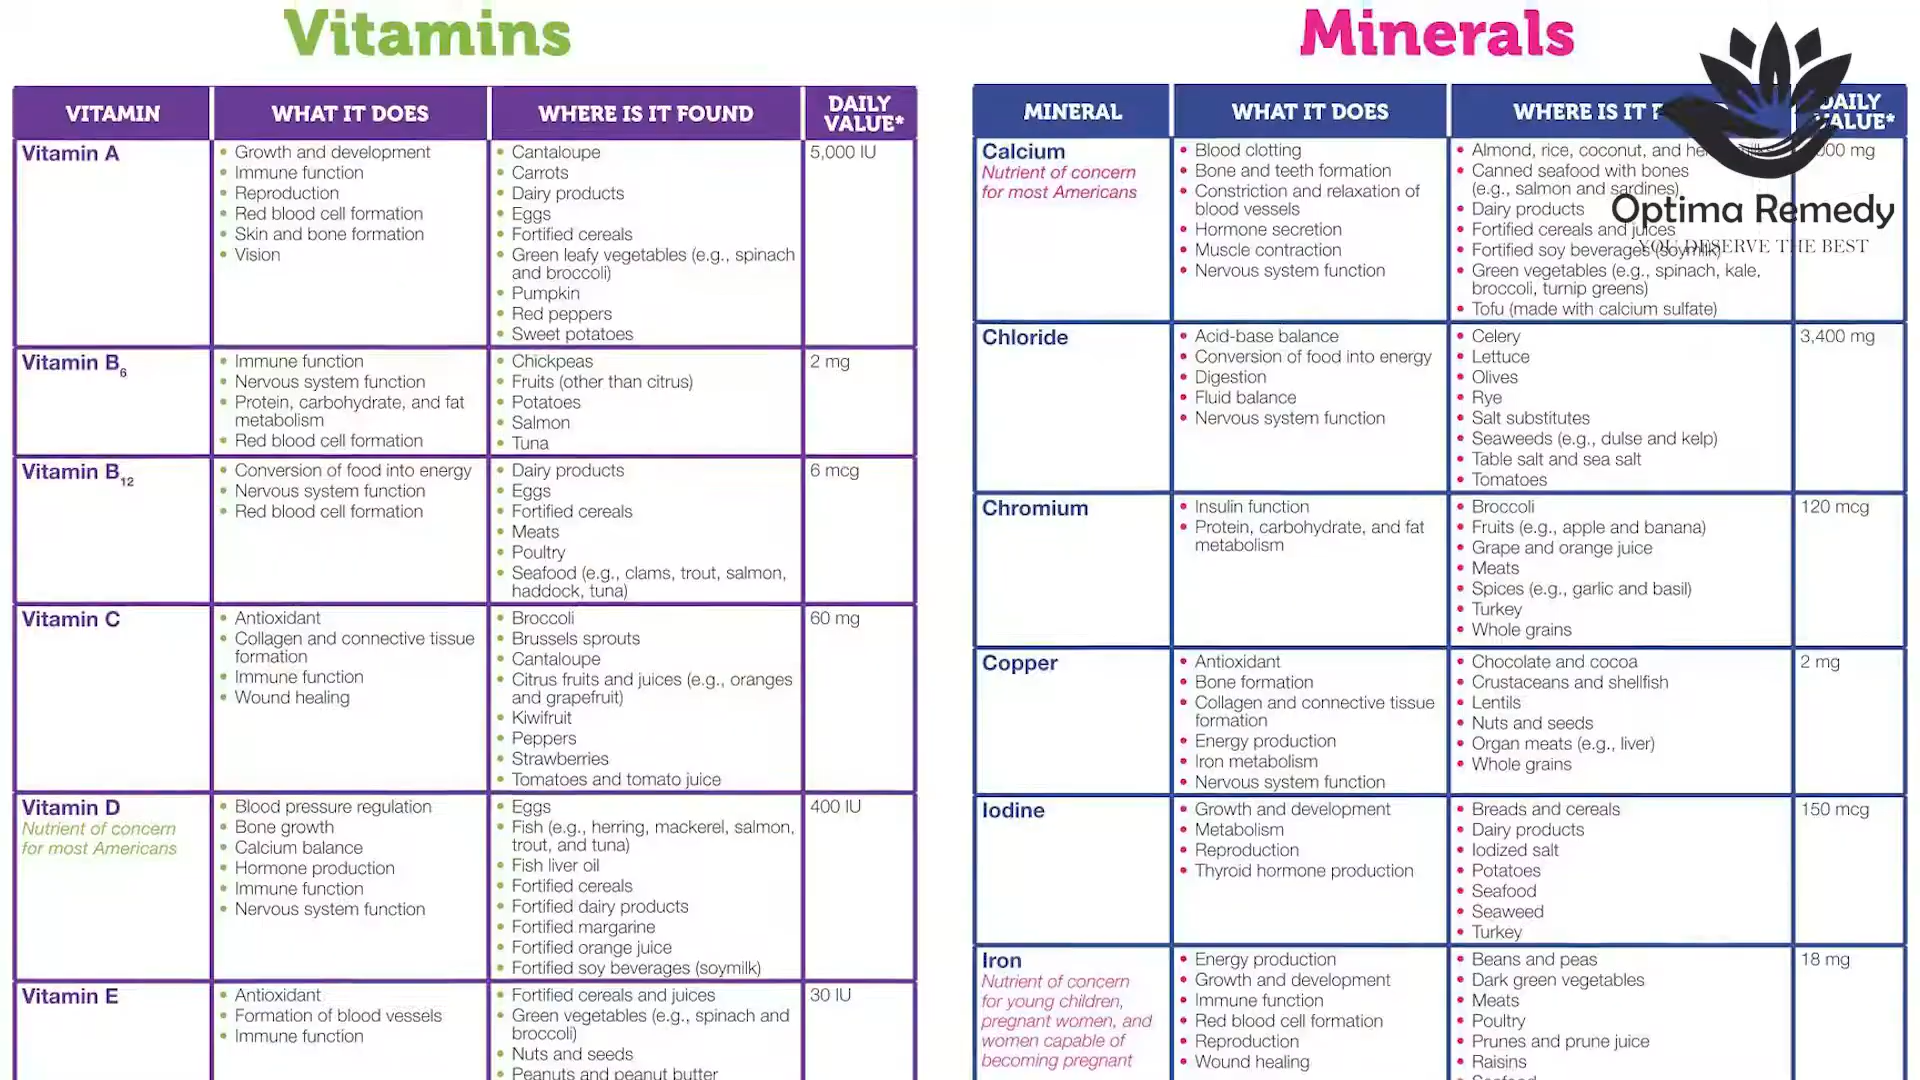 Vitamins
VITAMIN
WHAT IT DOES
WHERE IS IT FOUND
DAILY
VALUE*
Vitamin A
• Growth and development
• Immune function
• Reproduction
• Red blood cell formation
• Skin and bone formation
• Vision
• Cantaloupe
• Carrots
• Dairy products
• Eggs
• Fortified cereals
• Green leafy vegetables (e.g., spinach
and broccoli)
• Pumpkin
• Red peppers
• Sweet potatoes
5,000 IU
Vitamin B6
• Immune function
• Nervous system function
• Protein, carbohydrate, and fat
metabolism
• Red blood cell formation
• Chickpeas
• Fruits (other than citrus)
• Potatoes
• Salmon
• Tuna
2 mg
Vitamin B12
• Conversion of food into energy
• Nervous system function
• Red blood cell formation
• Dairy products
• Eggs
• Fortified cereals
• Meats
• Poultry
• Seafood (e.g., clams, trout, salmon,
haddock, tuna)
6 mcg
Vitamin C
• Antioxidant
• Collagen and connective tissue
formation
• Immune function
• Wound healing
• Broccoli
• Brussels sprouts
• Cantaloupe
• Citrus fruits and juices (e.g., oranges
and grapefruit)
• Kiwifruit
• Peppers
• Strawberries
• Tomatoes and tomato juice
60 mg
Vitamin D
Nutrient of concern
for most Americans
• Blood pressure regulation
• Bone growth
• Calcium balance
• Hormone production
• Immune function
• Nervous system function
• Eggs
• Fish (e.g., herring, mackerel, salmon,
trout, and tuna)
• Fish liver oil
• Fortified cereals
• Fortified dairy products
• Fortified margarine
• Fortified orange juice
• Fortified soy beverages (soymilk)
400 IU
Vitamin E
• Antioxidant
• Formation of blood vessels
• Immune function
• Fortified cereals and juices
• Green vegetables (e.g., spinach and
broccoli)
• Nuts and seeds
• Peanuts and peanut butter
30 IU
Minerals
MINERAL
WHAT IT DOES
WHERE IS IT
DAILY
VALUE*
Calcium
Nutrient of concern
for most Americans
• Blood clotting
• Bone and teeth formation
• Constriction and relaxation of
blood vessels
• Hormone secretion
• Muscle contraction
• Nervous system function
• Almond, rice, coconut, and
• Canned seafood with bones
(e.g., salmon and sardines)
• Dairy products
• Fortified cereals and juices
• Fortified soy beverages (soymilk)
• Green vegetables (e.g., spinach, kale,
broccoli, turnip greens)
• Tofu (made with calcium sulfate)
mg
Optima Remedy
YOU DESERVE THE BEST
Chloride
• Acid-base balance
• Conversion of food into energy
• Digestion
• Fluid balance
• Nervous system function
• Celery
• Lettuce
• Olives
• Rye
• Salt substitutes
• Seaweeds (e.g., dulse and kelp)
• Table salt and sea salt
• Tomatoes
3,400 mg
Chromium
• Insulin function
• Protein, carbohydrate, and fat
metabolism
• Broccoli
• Fruits (e.g., apple and banana)
• Grape and orange juice
• Meats
• Spices (e.g., garlic and basil)
• Turkey
• Whole grains
120 mcg
Copper
• Antioxidant
• Bone formation
• Collagen and connective tissue
formation
• Energy production
• Iron metabolism
• Nervous system function
• Chocolate and cocoa
• Crustaceans and shellfish
• Lentils
• Nuts and seeds
• Organ meats (e.g., liver)
• Whole grains
2 mg
Iodine
• Growth and development
• Metabolism
• Reproduction
• Thyroid hormone production
• Breads and cereals
• Dairy products
• Iodized salt
• Potatoes
• Seafood
• Seaweed
• Turkey
150 mcg
Iron
Nutrient of concern
for young children,
pregnant women, and
women capable of
becoming pregnant
• Energy production
• Growth and development
• Immune function
• Red blood cell formation
• Reproduction
• Wound healing
• Beans and peas
• Dark green vegetables
• Meats
• Poultry
• Prunes and prune juice
• Raisins
18 mg